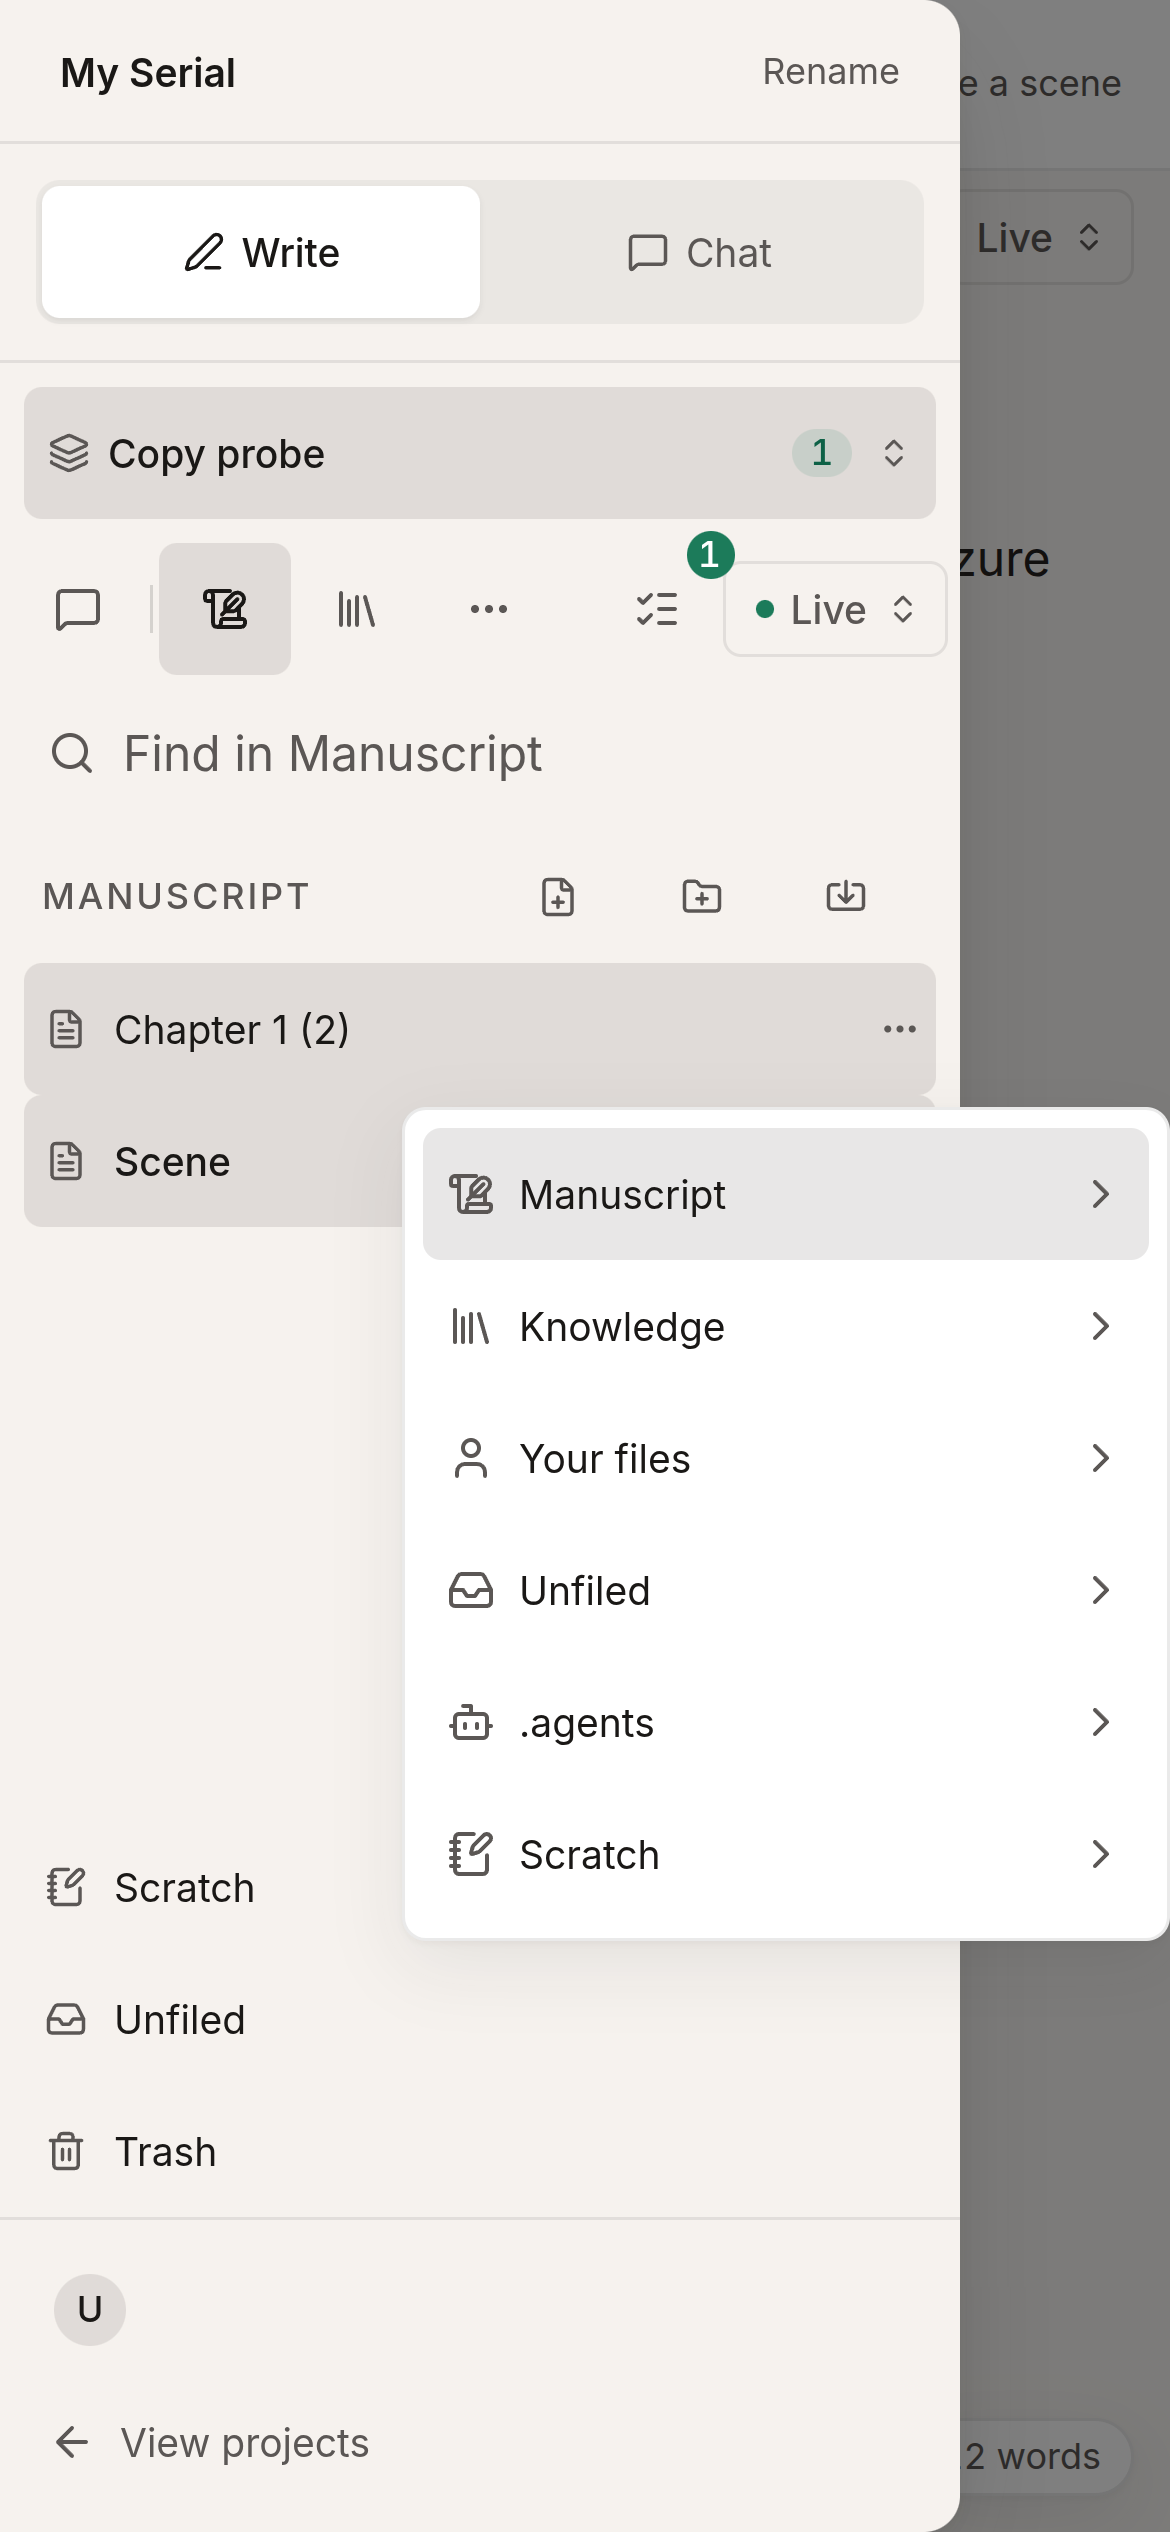 My Serial
Rename
e a scene
Write
Chat
Live
Copy probe
1
1
Live
zure
Find in Manuscript
MANUSCRIPT
Chapter 1 (2)
Scene
Manuscript
Knowledge
Your files
Unfiled
.agents
Scratch
Scratch
Unfiled
Trash
U
View projects
2 words